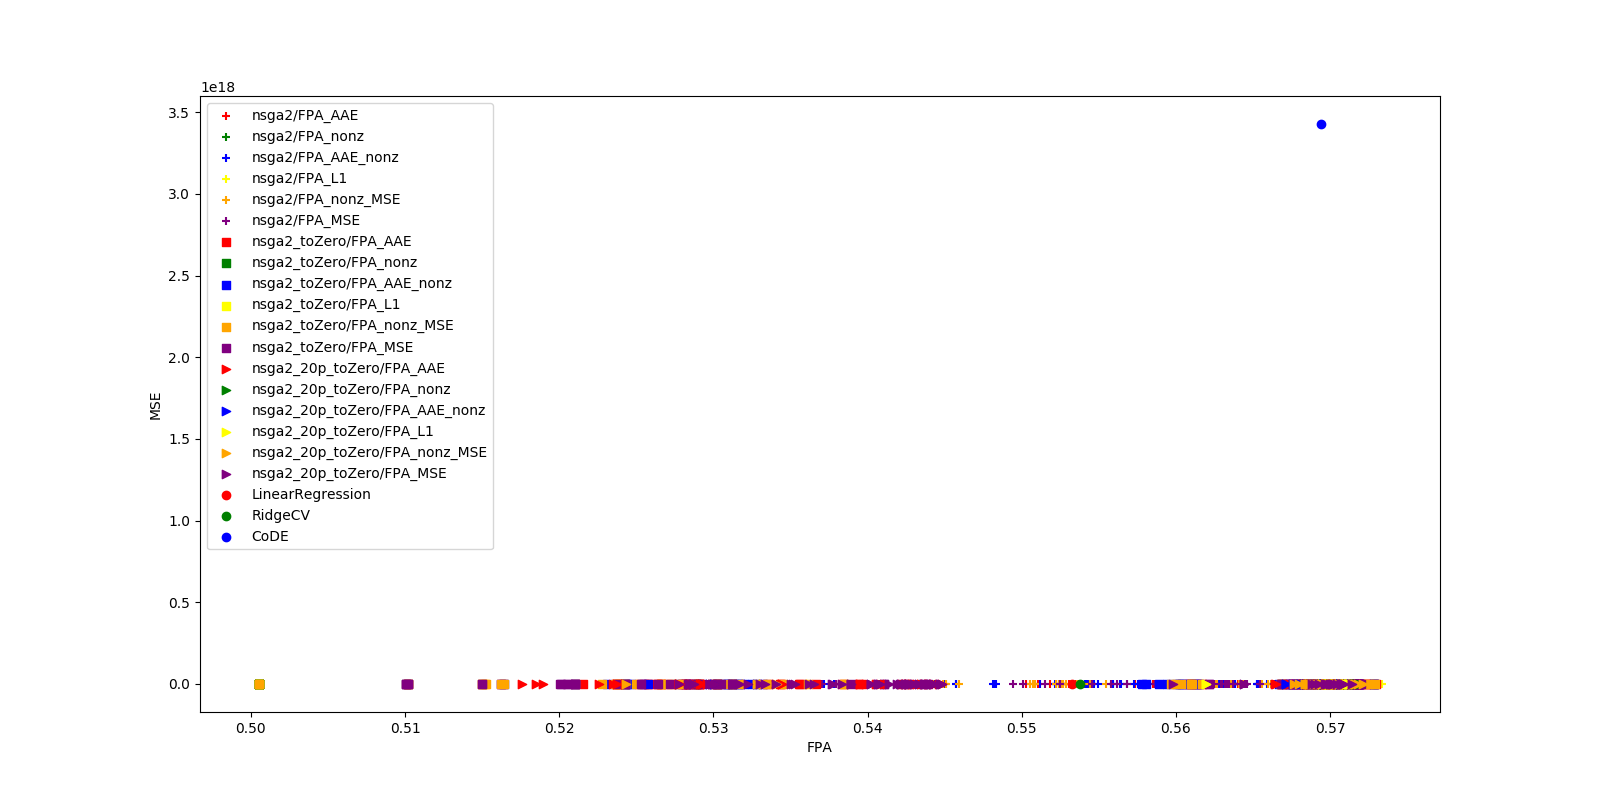 1e18
3.5
3.0
2.5
2.0
1.5
1.0
0.5
0.0
MSE
nsga2/FPA_AAE
nsga2/FPA_nonz
nsga2/FPA_AAE_nonz
nsga2/FPA_L1
nsga2/FPA_nonz_MSE
nsga2/FPA_MSE
nsga2_toZero/FPA_AAE
nsga2_toZero/FPA_nonz
nsga2_toZero/FPA_AAE_nonz
nsga2_toZero/FPA_L1
nsga2_toZero/FPA_nonz_MSE
nsga2_toZero/FPA_MSE
nsga2_20p_toZero/FPA_AAE
nsga2_20p_toZero/FPA_nonz
nsga2_20p_toZero/FPA_AAE_nonz
nsga2_20p_toZero/FPA_L1
nsga2_20p_toZero/FPA_nonz_MSE
nsga2_20p_toZero/FPA_MSE
LinearRegression
RidgeCV
CoDE
0.50 0.51 0.52 0.53 0.54 0.55 0.56 0.57
FPA